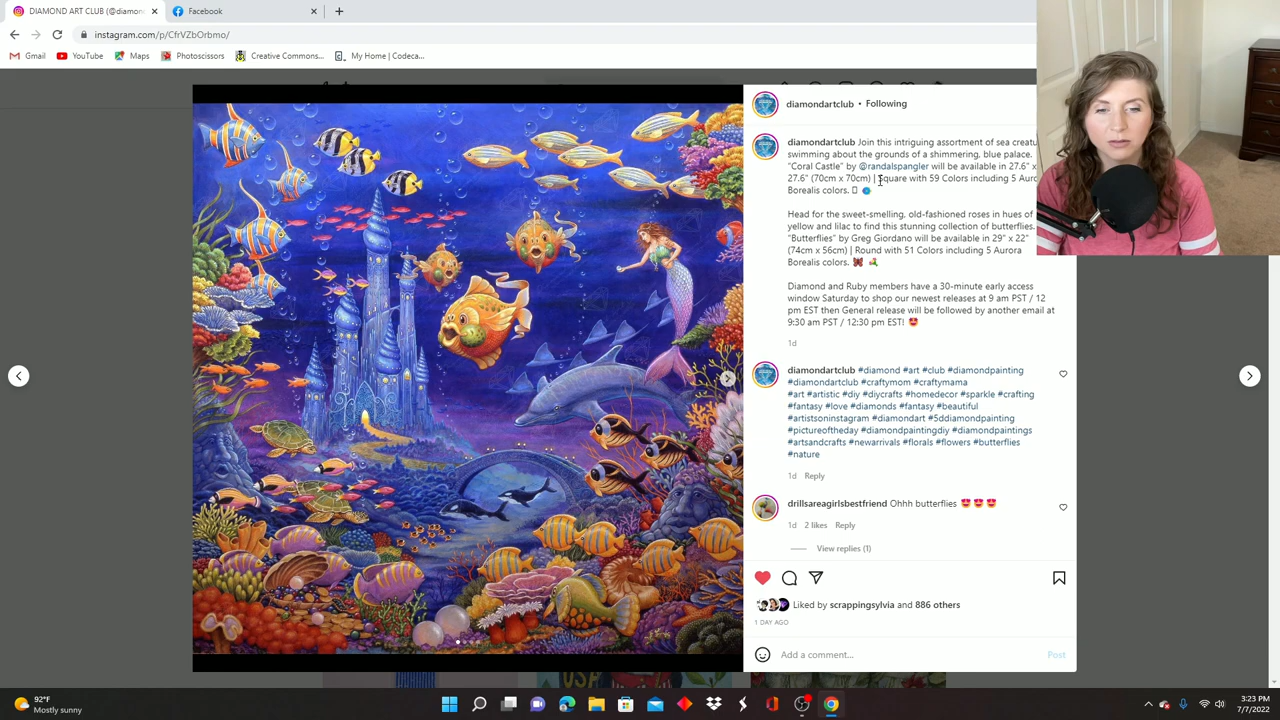 DIAMOND ART CLUB (@diamon
Facebook
instagram.com/p/CfrVZbOrbmo/
Gmail
YouTube
Maps
Photoscissors
Creative Commons...
My Home | Codeca...
diamondartclub • Following
diamondartclub Join this intriguing assortment of sea creatu
swimming about the grounds of a shimmering, blue palace.
"Coral Castle" by @randalspangler will be available in 27.6" x
27.6" (70cm x 70cm) | Square with 59 Colors including 5 Auro
Borealis colors.
Head for the sweet-smelling, old-fashioned roses in hues of
yellow and lilac to find this stunning collection of butterflies.
"Butterflies" by Greg Giordano will be available in 29" x 22"
(74cm x 56cm) | Round with 51 Colors including 5 Aurora
Borealis colors.
Diamond and Ruby members have a 30-minute early access
window Saturday to shop our newest releases at 9 am PST / 12
pm EST then General release will be followed by another email at
9:30 am PST / 12:30 pm EST! 😍
1d
diamondartclub #diamond #art #club #diamondpainting
#diamondartclub #craftymom #craftymama
#art #artistic #diy #diycrafts #homedecor #sparkle #crafting
#fantasy #love #diamonds #fantasy #beautiful
#artistsoninstagram #diamondart #5ddiamondpainting
#pictureoftheday #diamondpaintingdiy #diamondpaintings
#artsandcrafts #newarrivals #florals #flowers #butterflies
#nature
1d Reply
drillsareagirlsbestfriend Ohhh butterflies 😍😍😍
1d 2 likes Reply
View replies (1)
Liked by scrappingsylvia and 886 others
1 DAY AGO
Add a comment...
Post
92°F
Mostly sunny
3:23 PM
7/7/2022